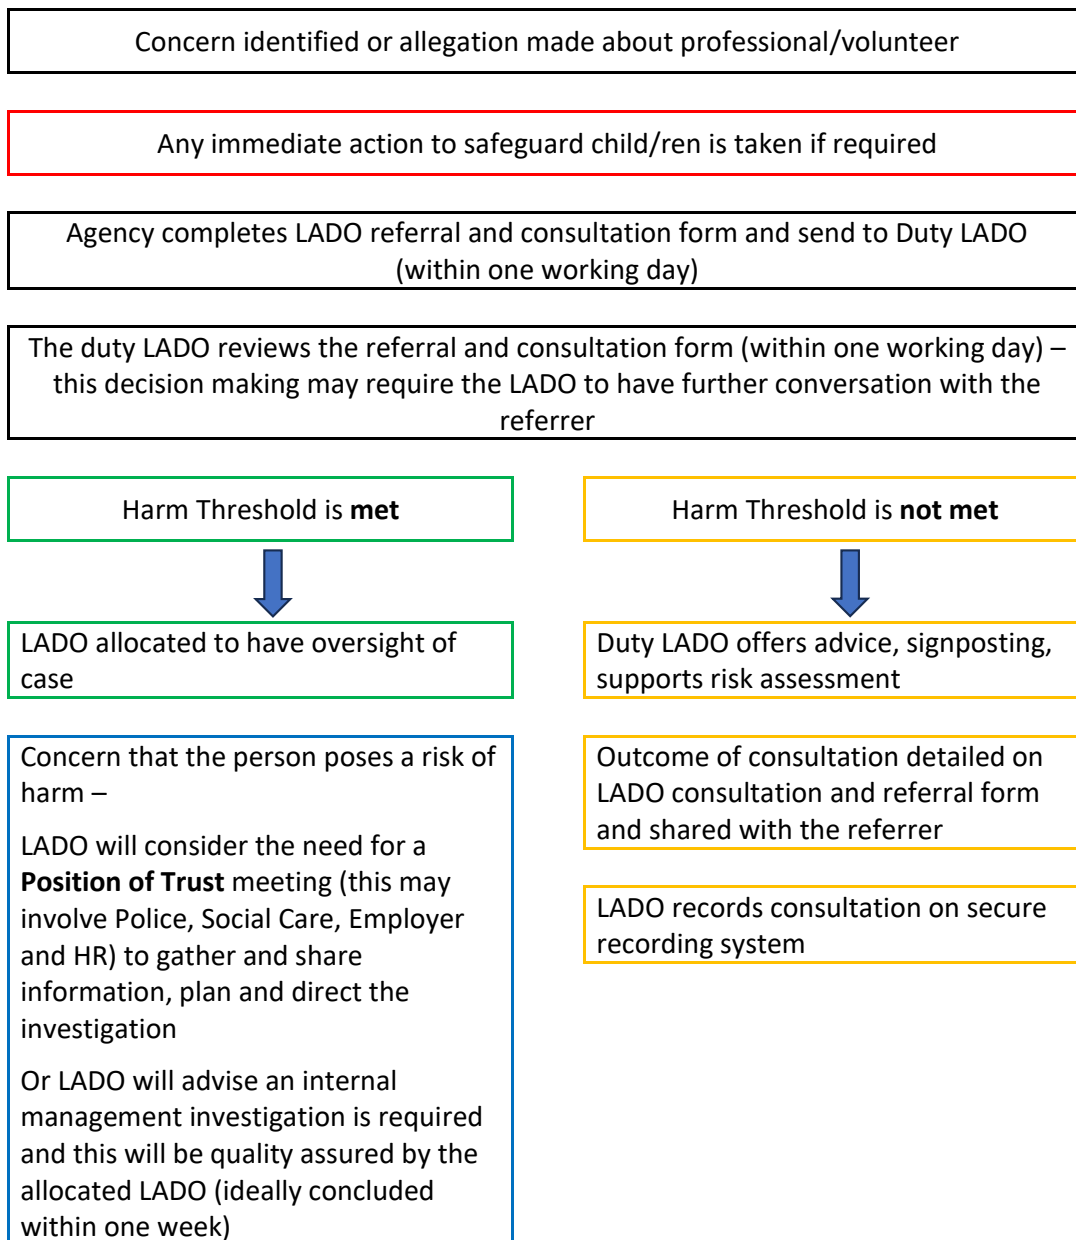 Concern identified or allegation made about professional/volunteer
Any immediate action to safeguard child/ren is taken if required
Agency completes LADO referral and consultation form and send to Duty LADO
(within one working day)
The duty LADO reviews the referral and consultation form (within one working day) –
this decision making may require the LADO to have further conversation with the
referrer
Harm Threshold is met
LADO allocated to have oversight of
case
Concern that the person poses a risk of
harm –
LADO will consider the need for a
Position of Trust meeting (this may
involve Police, Social Care, Employer
and HR) to gather and share
information, plan and direct the
investigation
Or LADO will advise an internal
management investigation is required
and this will be quality assured by the
allocated LADO (ideally concluded
within one week)
Harm Threshold is not met
Duty LADO offers advice, signposting,
supports risk assessment
Outcome of consultation detailed on
LADO consultation and referral form
and shared with the referrer
LADO records consultation on secure
recording system